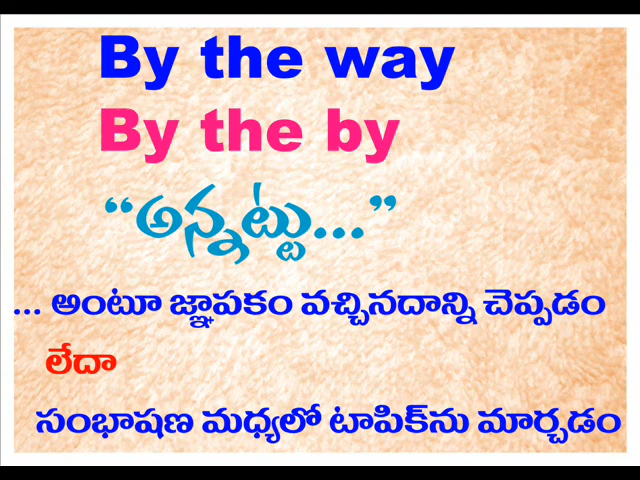 By the way
By the by
“అన్నట్టు...”
... అంటూ జ్ఞాపకం వచ్చినదాన్ని చెప్పడం
లేదా
సంభాషణ మధ్యలో టాపిక్‌ను మార్చడం